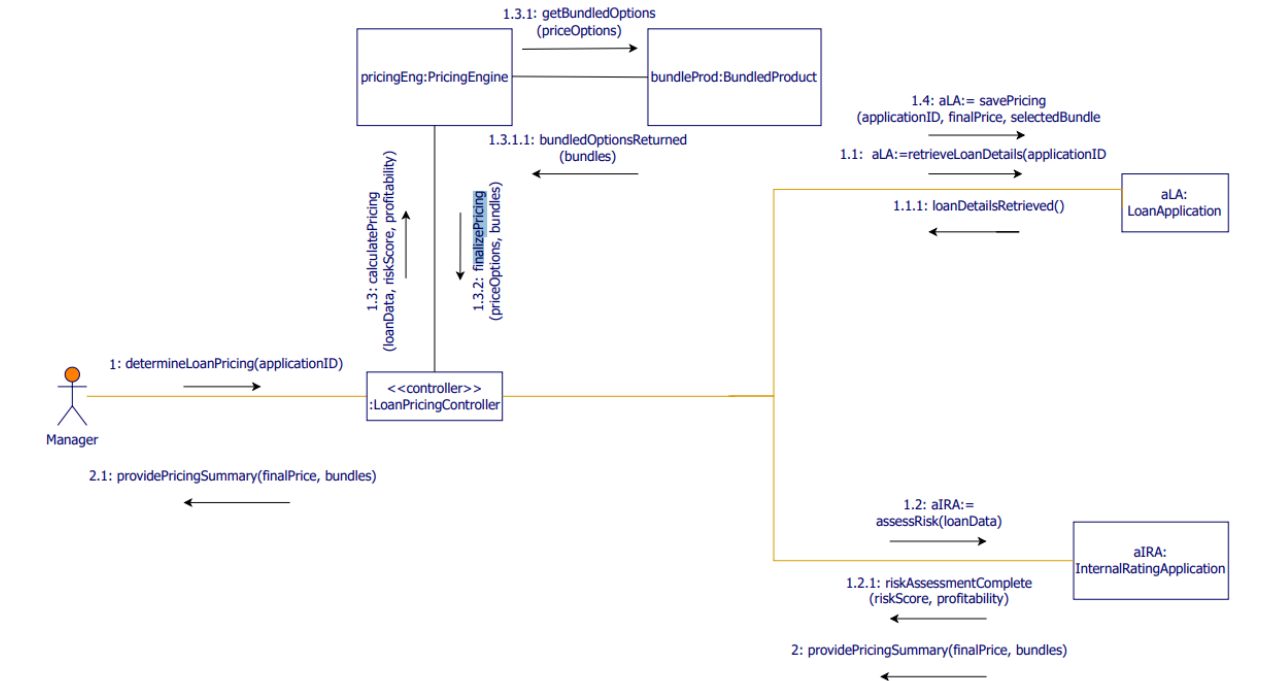 1.3.1: getBundledOptions
(priceOptions)
pricingEng:PricingEngine
bundleProd:BundledProduct
1.3.1.1: bundledOptionsReturned
(bundles)
1.4: aLA:= savePricing
(applicationID, finalPrice, selectedBundle
1.1:  aLA:=retrieveLoanDetails(applicationID
1.1.1: loanDetailsRetrieved()
aLA:
LoanApplication
1.3: calculatePricing
(loanData, riskScore, profitability)
1.3.2: finalizePricing
(priceOptions, bundles)
1: determineLoanPricing(applicationID)
<<controller>>
:LoanPricingController
Manager
2.1: providePricingSummary(finalPrice, bundles)
1.2: aIRA:=
assessRisk(loanData)
aIRA:
InternalRatingApplication
1.2.1: riskAssessmentComplete
(riskScore, profitability)
2: providePricingSummary(finalPrice, bundles)